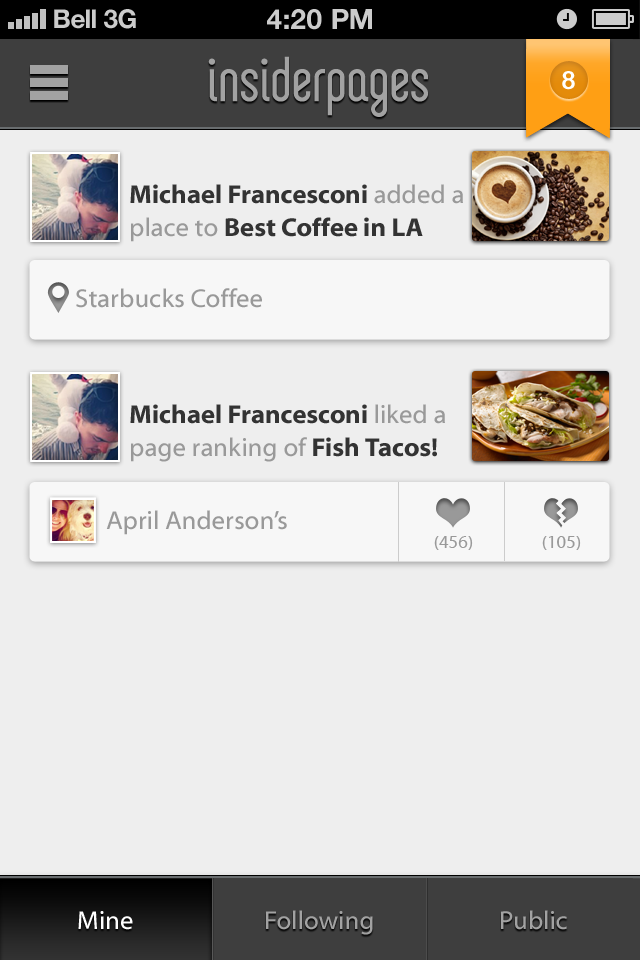 Bell 3G 4:20 PM
insiderpages 8
Michael Francesconi added a
place to Best Coffee in LA
Starbucks Coffee
Michael Francesconi liked a
page ranking of Fish Tacos!
April Anderson’s
(456) (105)
Mine Following Public